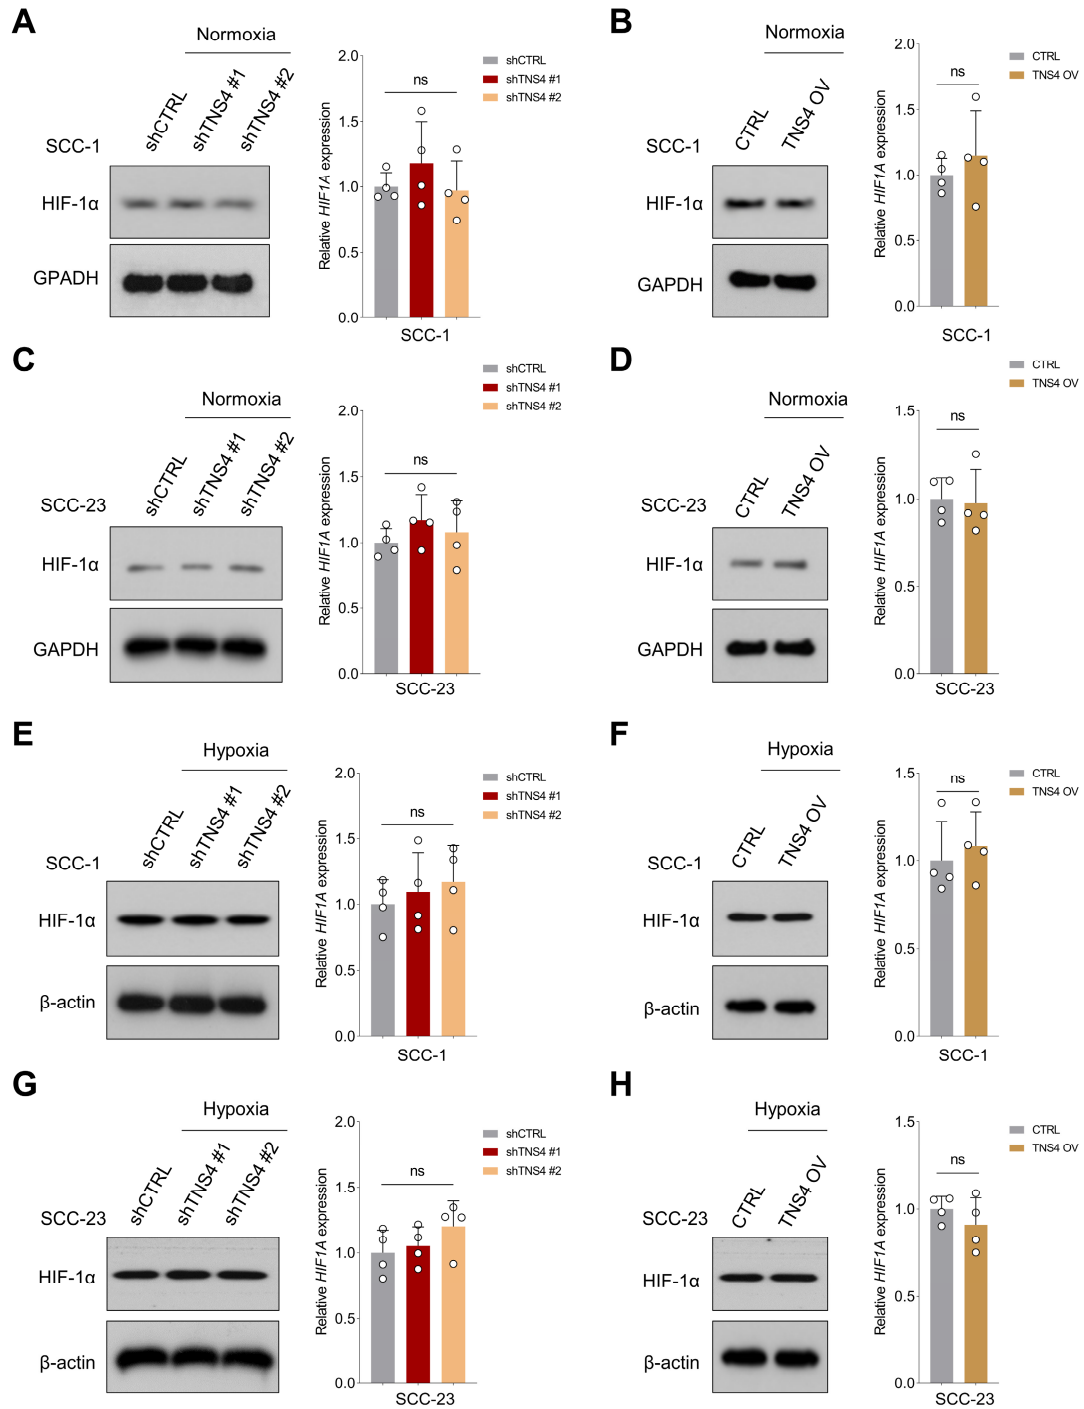 A
Normoxia
shCTRL
shTNS4 #1
shTNS4 #2
SCC-1
HIF-1α
GPADH
Relative HIF1A expression
2.0
1.5
1.0
0.5
0.0
ns
SCC-1
shCTRL
shTNS4 #1
shTNS4 #2
B
Normoxia
CTRL
TNS4 OV
SCC-1
HIF-1α
GAPDH
Relative HIF1A expression
2.0
1.5
1.0
0.5
0.0
ns
SCC-1
CTRL
TNS4 OV
C
Normoxia
shCTRL
shTNS4 #1
shTNS4 #2
SCC-23
HIF-1α
GAPDH
Relative HIF1A expression
2.0
1.5
1.0
0.5
0.0
ns
SCC-23
shCTRL
shTNS4 #1
shTNS4 #2
D
Normoxia
CTRL
TNS4 OV
SCC-23
HIF-1α
GAPDH
Relative HIF1A expression
1.5
1.0
0.5
0.0
ns
SCC-23
CTRL
TNS4 OV
E
Hypoxia
shCTRL
shTNS4 #1
shTNS4 #2
SCC-1
HIF-1α
β-actin
Relative HIF1A expression
2.0
1.5
1.0
0.5
0.0
ns
SCC-1
shCTRL
shTNS4 #1
shTNS4 #2
F
Hypoxia
CTRL
TNS4 OV
SCC-1
HIF-1α
β-actin
Relative HIF1A expression
1.5
1.0
0.5
0.0
ns
SCC-1
CTRL
TNS4 OV
G
Hypoxia
shCTRL
shTNS4 #1
shTNS4 #2
SCC-23
HIF-1α
β-actin
Relative HIF1A expression
2.0
1.5
1.0
0.5
0.0
ns
SCC-23
shCTRL
shTNS4 #1
shTNS4 #2
H
Hypoxia
CTRL
TNS4 OV
SCC-23
HIF-1α
β-actin
Relative HIF1A expression
1.5
1.0
0.5
0.0
ns
SCC-23
CTRL
TNS4 OV